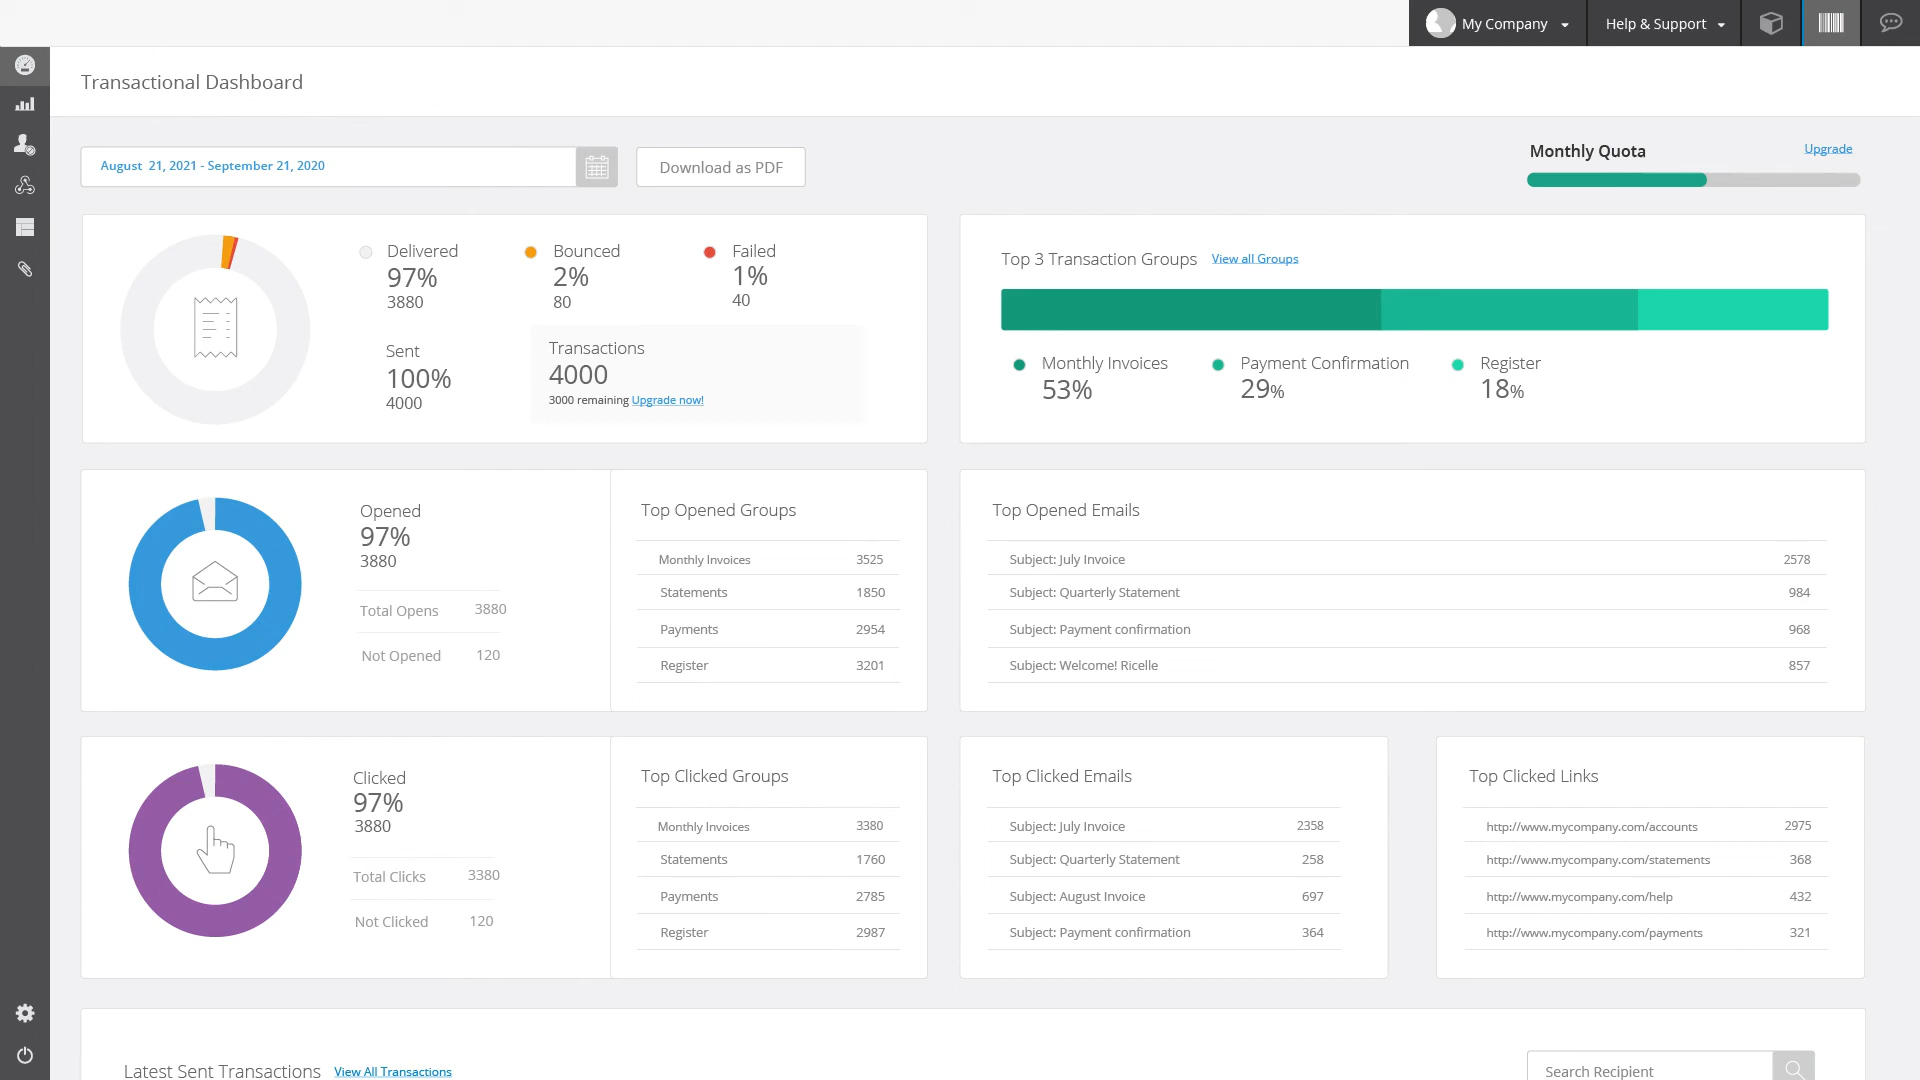 My Company
Help & Support
Transactional Dashboard
August 21, 2021 - September 21, 2020
Download as PDF
Monthly Quota
Upgrade
Delivered
97%
3880
Bounced
2%
80
Failed
1%
40
Sent
100%
4000
Transactions
4000
3000 remaining Upgrade now!
Top 3 Transaction Groups View all Groups
Monthly Invoices
53%
Payment Confirmation
29%
Register
18%
Opened
97%
3880
Total Opens 3880
Not Opened 120
Top Opened Groups
Monthly Invoices 3525
Statements 1850
Payments 2954
Register 3201
Top Opened Emails
Subject: July Invoice 2578
Subject: Quarterly Statement 984
Subject: Payment confirmation 968
Subject: Welcome! Ricelle 857
Clicked
97%
3880
Total Clicks 3380
Not Clicked 120
Top Clicked Groups
Monthly Invoices 3380
Statements 1760
Payments 2785
Register 2987
Top Clicked Emails
Subject: July Invoice 2358
Subject: Quarterly Statement 258
Subject: August Invoice 697
Subject: Payment confirmation 364
Top Clicked Links
http://www.mycompany.com/accounts 2975
http://www.mycompany.com/statements 368
http://www.mycompany.com/help 432
http://www.mycompany.com/payments 321
Latest Sent Transactions View All Transactions
Search Recipient